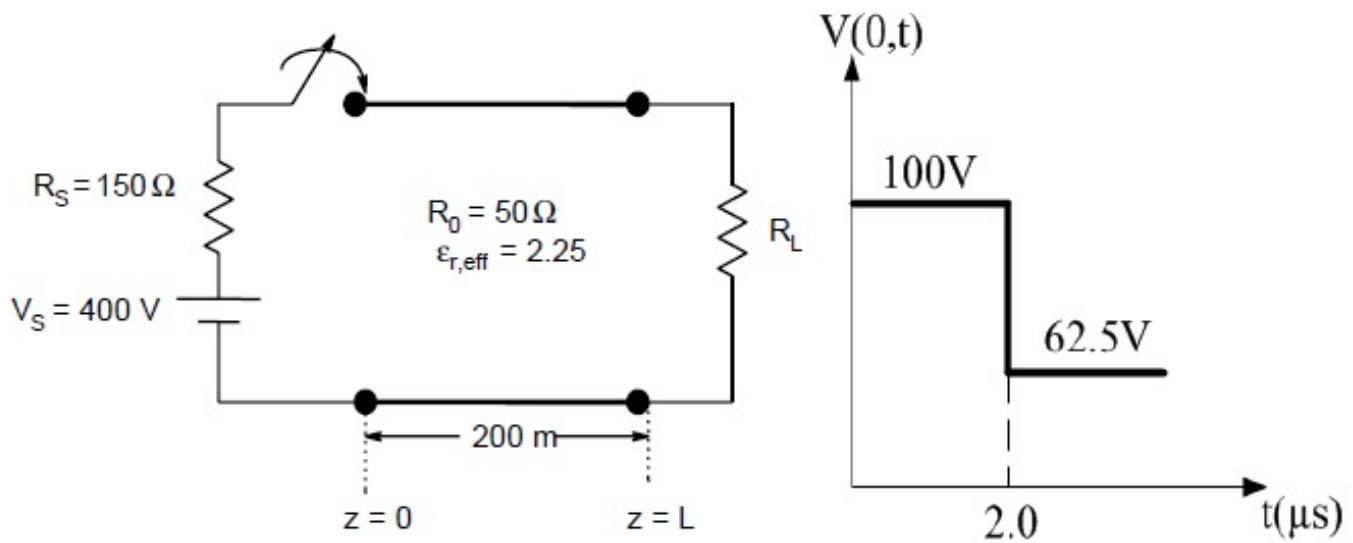 R_S = 150 Ω
V_S = 400 V
R_0 = 50 Ω
ε_r,eff = 2.25
R_L
200 m
z = 0
z = L
V(0,t)
100V
62.5V
2.0
t(μs)